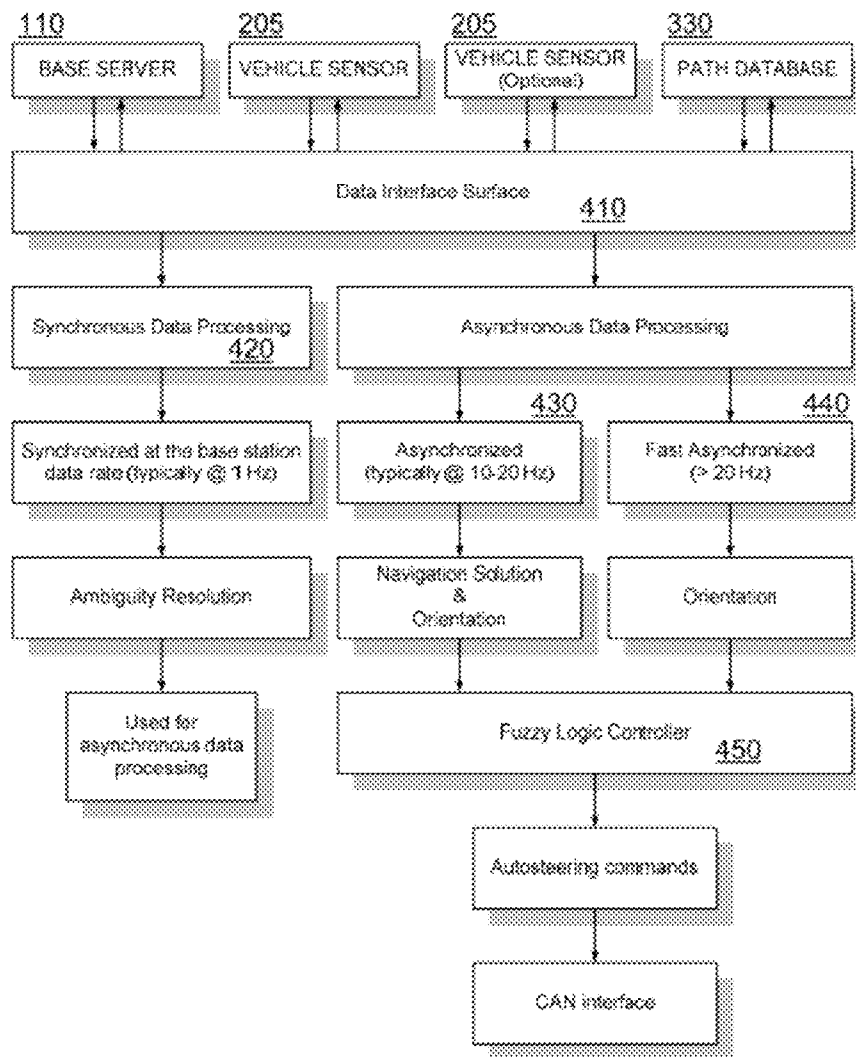 110
205
205
330
BASE SERVER
VEHICLE SENSOR
VEHICLE SENSOR
(Optional)
PATH DATABASE
Data Interface Surface
410
Synchronous Data Processing
420
Asynchronous Data Processing
430
440
Synchronized at the base station
data rate (typically @ 1 Hz)
Asynchronized
(typically @ 10-20 Hz)
Fast Asynchronized
(> 20 Hz)
Ambiguity Resolution
Navigation Solution
&
Orientation
Orientation
Used for
asynchronous data
processing
Fuzzy Logic Controller
450
Autosteering commands
CAN interface